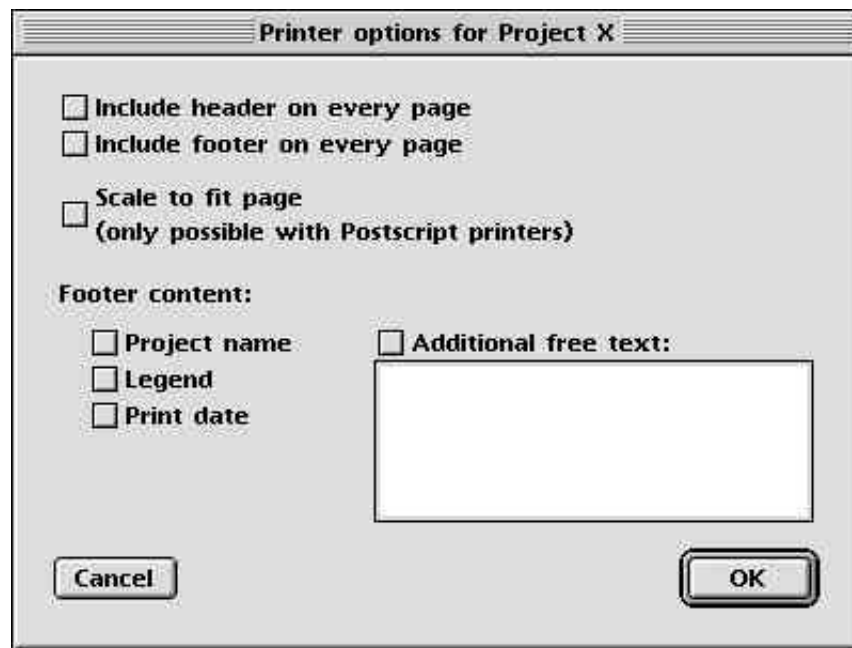 Printer options for Project X
Include header on every page
Include footer on every page
Scale to fit page
(only possible with Postscript printers)
Footer content:
Project name
Additional free text:
Legend
Print date
Cancel
OK